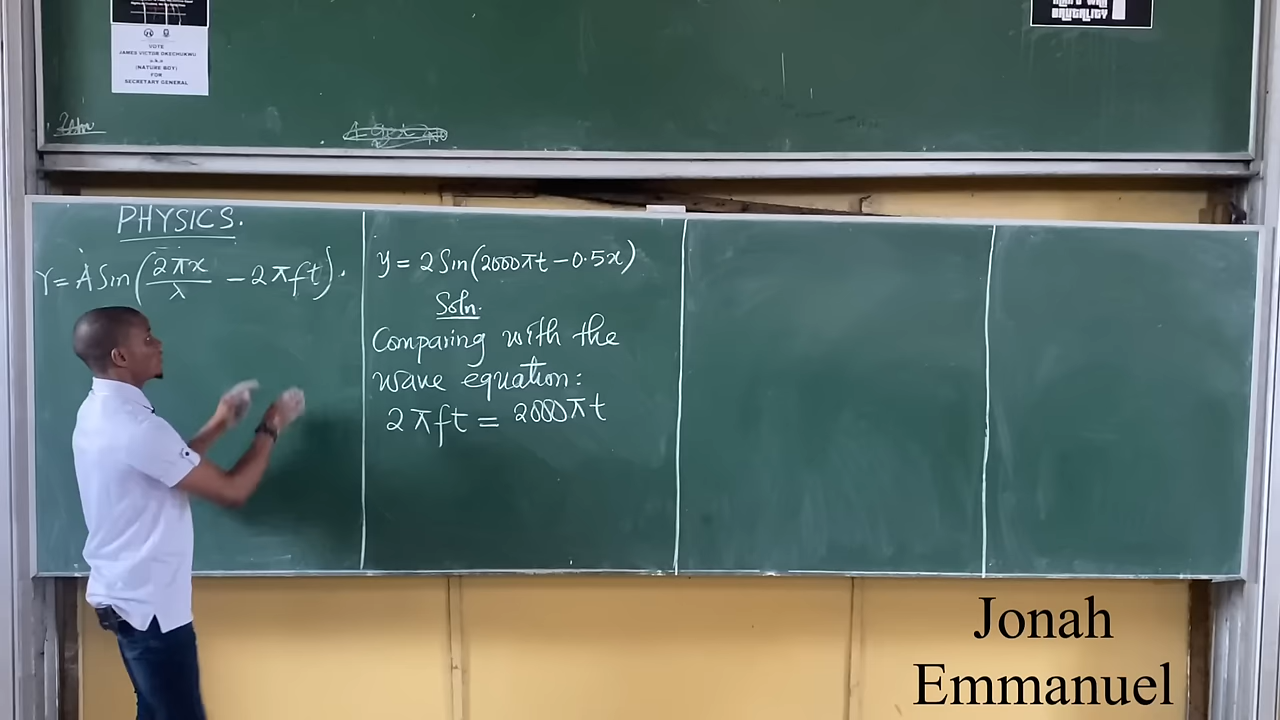 VOTE
JAMES VICTOR OKECHUKWU
a.k.a
(NATURE BOY)
FOR
SECRETARY GENERAL
BRUTALITY
PHYSICS.
Y = A Sin(2πx/λ − 2πft).
y = 2 Sin(2000πt − 0.5x)
Soln.
Comparing with the
wave equation:
2πft = 2000πt
Jonah
Emmanuel